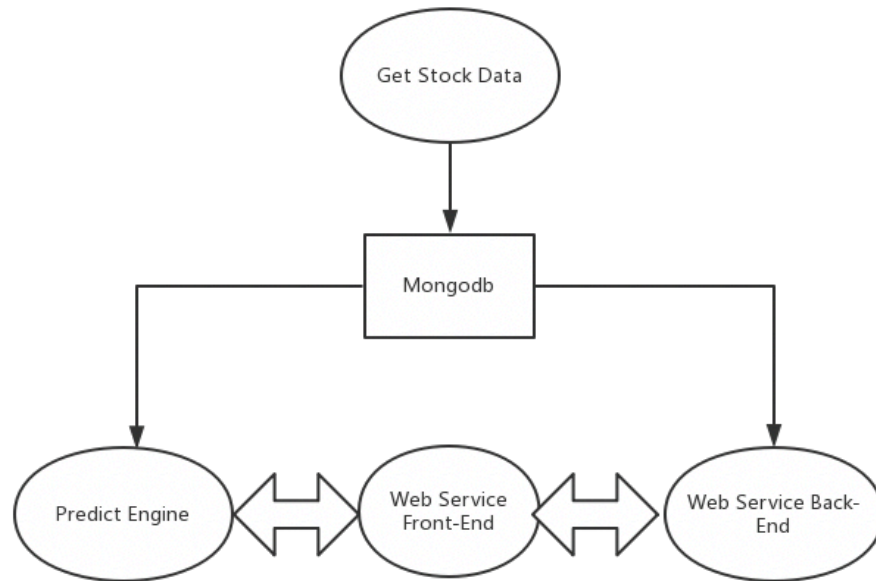 Get Stock Data
Mongodb
Predict Engine
Web Service
Front-End
Web Service Back-
End